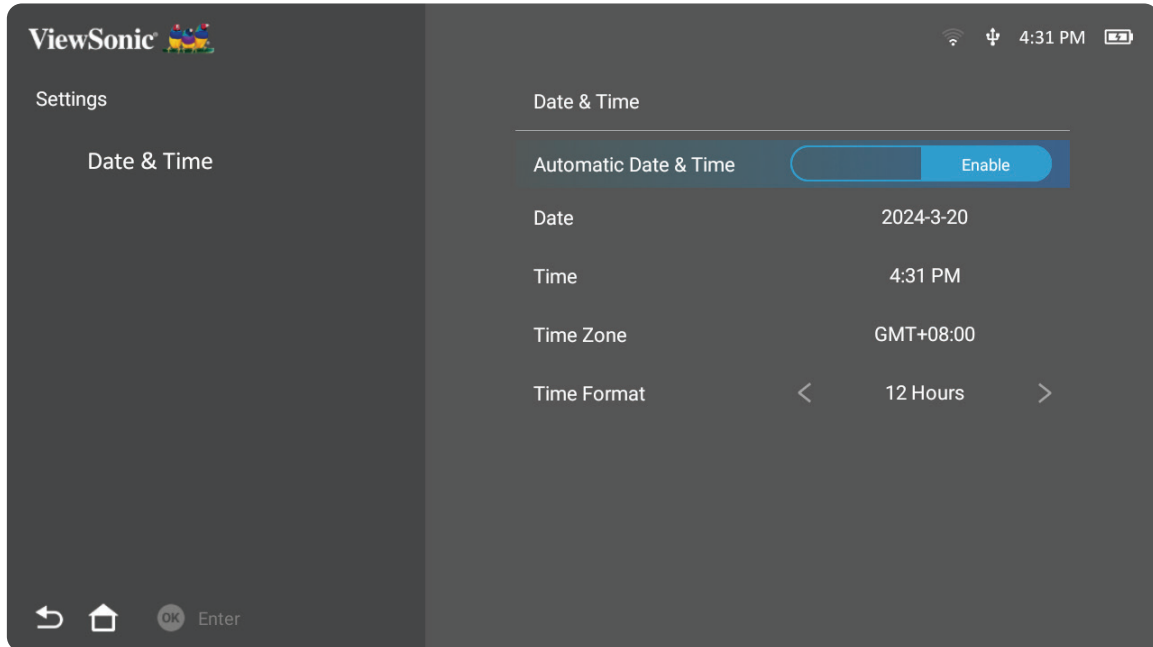 ViewSonic®
4:31 PM
Settings
Date & Time
Date & Time
Automatic Date & Time Enable
Date 2024-3-20
Time 4:31 PM
Time Zone GMT+08:00
Time Format < 12 Hours >
OK Enter